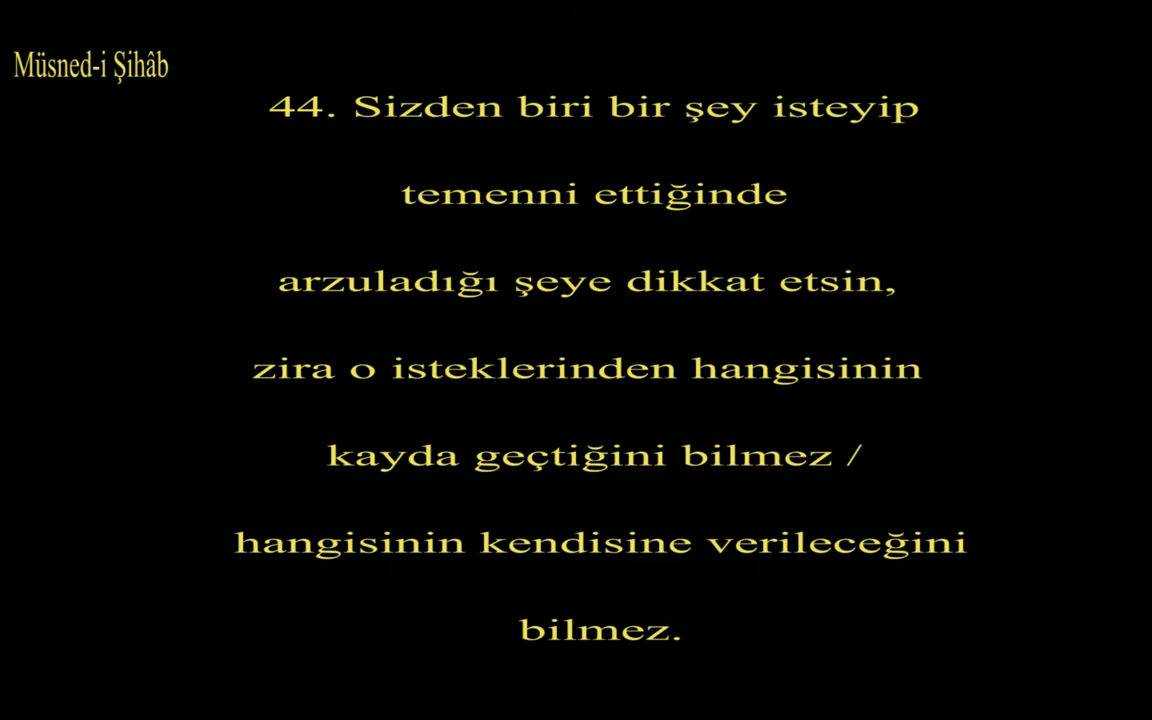 Müsned-i Şihâb
44. Sizden biri bir şey isteyip
temenni ettiğinde
arzuladığı şeye dikkat etsin,
zira o isteklerinden hangisinin
kayda geçtiğini bilmez /
hangisinin kendisine verileceğini
bilmez.